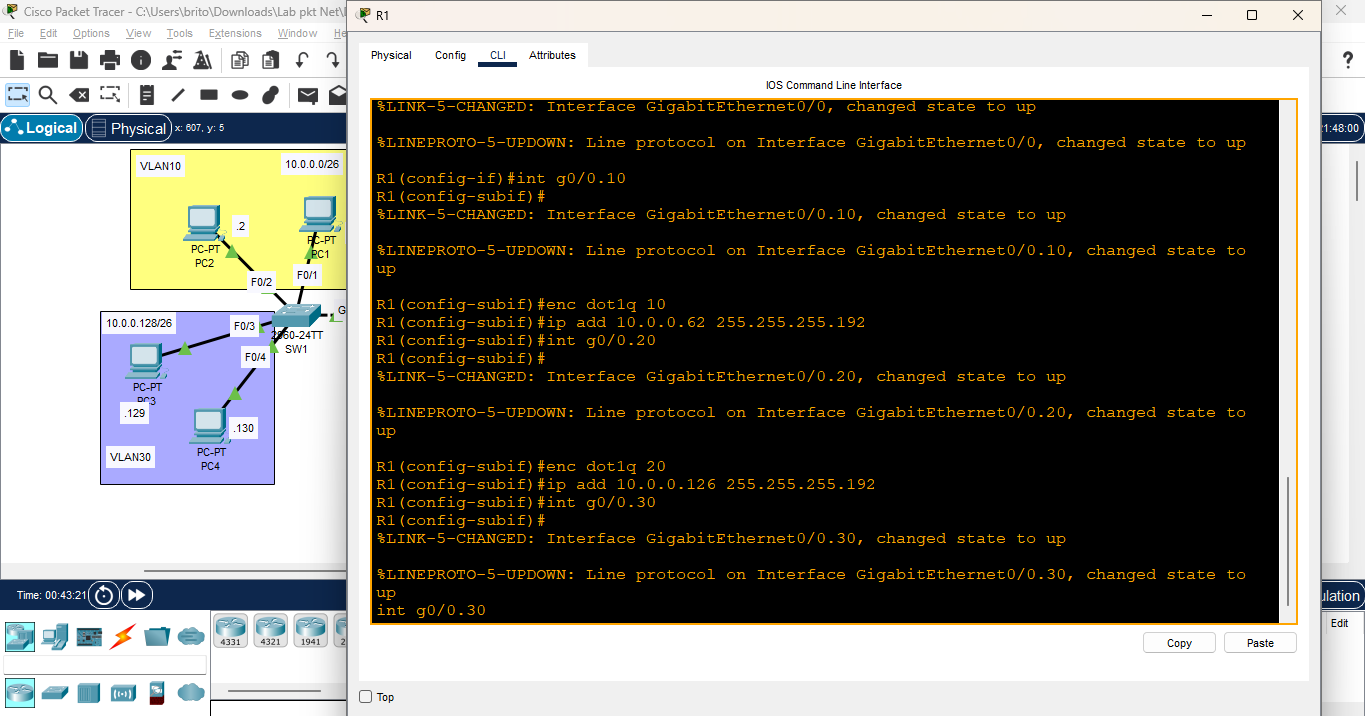 Cisco Packet Tracer - C:\Users\brito\Downloads\Lab pkt Net\
R1
File Edit Options View Tools Extensions Window He
Physical Config CLI Attributes
IOS Command Line Interface
Logical Physical x: 607, y: 5
1:48:00
%LINK-5-CHANGED: Interface GigabitEthernet0/0, changed state to up
%LINEPROTO-5-UPDOWN: Line protocol on Interface GigabitEthernet0/0, changed state to up
R1(config-if)#int g0/0.10
R1(config-subif)#
%LINK-5-CHANGED: Interface GigabitEthernet0/0.10, changed state to up
%LINEPROTO-5-UPDOWN: Line protocol on Interface GigabitEthernet0/0.10, changed state to
up
R1(config-subif)#enc dot1q 10
R1(config-subif)#ip add 10.0.0.62 255.255.255.192
R1(config-subif)#int g0/0.20
R1(config-subif)#
%LINK-5-CHANGED: Interface GigabitEthernet0/0.20, changed state to up
%LINEPROTO-5-UPDOWN: Line protocol on Interface GigabitEthernet0/0.20, changed state to
up
R1(config-subif)#enc dot1q 20
R1(config-subif)#ip add 10.0.0.126 255.255.255.192
R1(config-subif)#int g0/0.30
R1(config-subif)#
%LINK-5-CHANGED: Interface GigabitEthernet0/0.30, changed state to up
%LINEPROTO-5-UPDOWN: Line protocol on Interface GigabitEthernet0/0.30, changed state to
up
int g0/0.30
Copy Paste
Top
VLAN10
10.0.0.0/26
.2
PC-PT
PC2
PC-PT
PC1
F0/2
F0/1
10.0.0.128/26
F0/3
G
2960-24TT
SW1
F0/4
PC-PT
PC3
.129
.130
PC-PT
PC4
VLAN30
Time: 00:43:21
ulation
Edit
4331 4321 1941 2